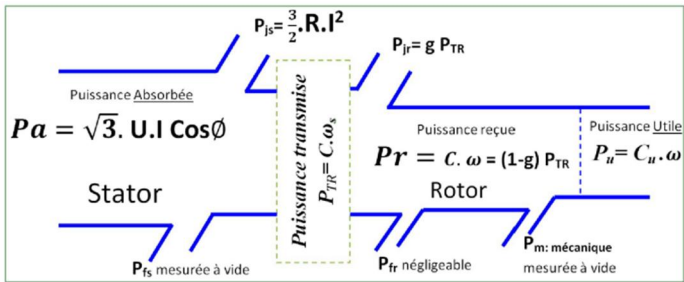 Pjs= 3/2 .R.I²
Pjr= g PTR
Puissance Absorbée
Pa = √3. U.I CosØ
Puissance transmise
PTR= C.ωs
Puissance reçue
Pr = C. ω = (1-g) PTR
Puissance Utile
Pu= Cu.ω
Stator
Rotor
Pfs mesurée à vide
Pfr négligeable
Pm: mécanique
mesurée à vide